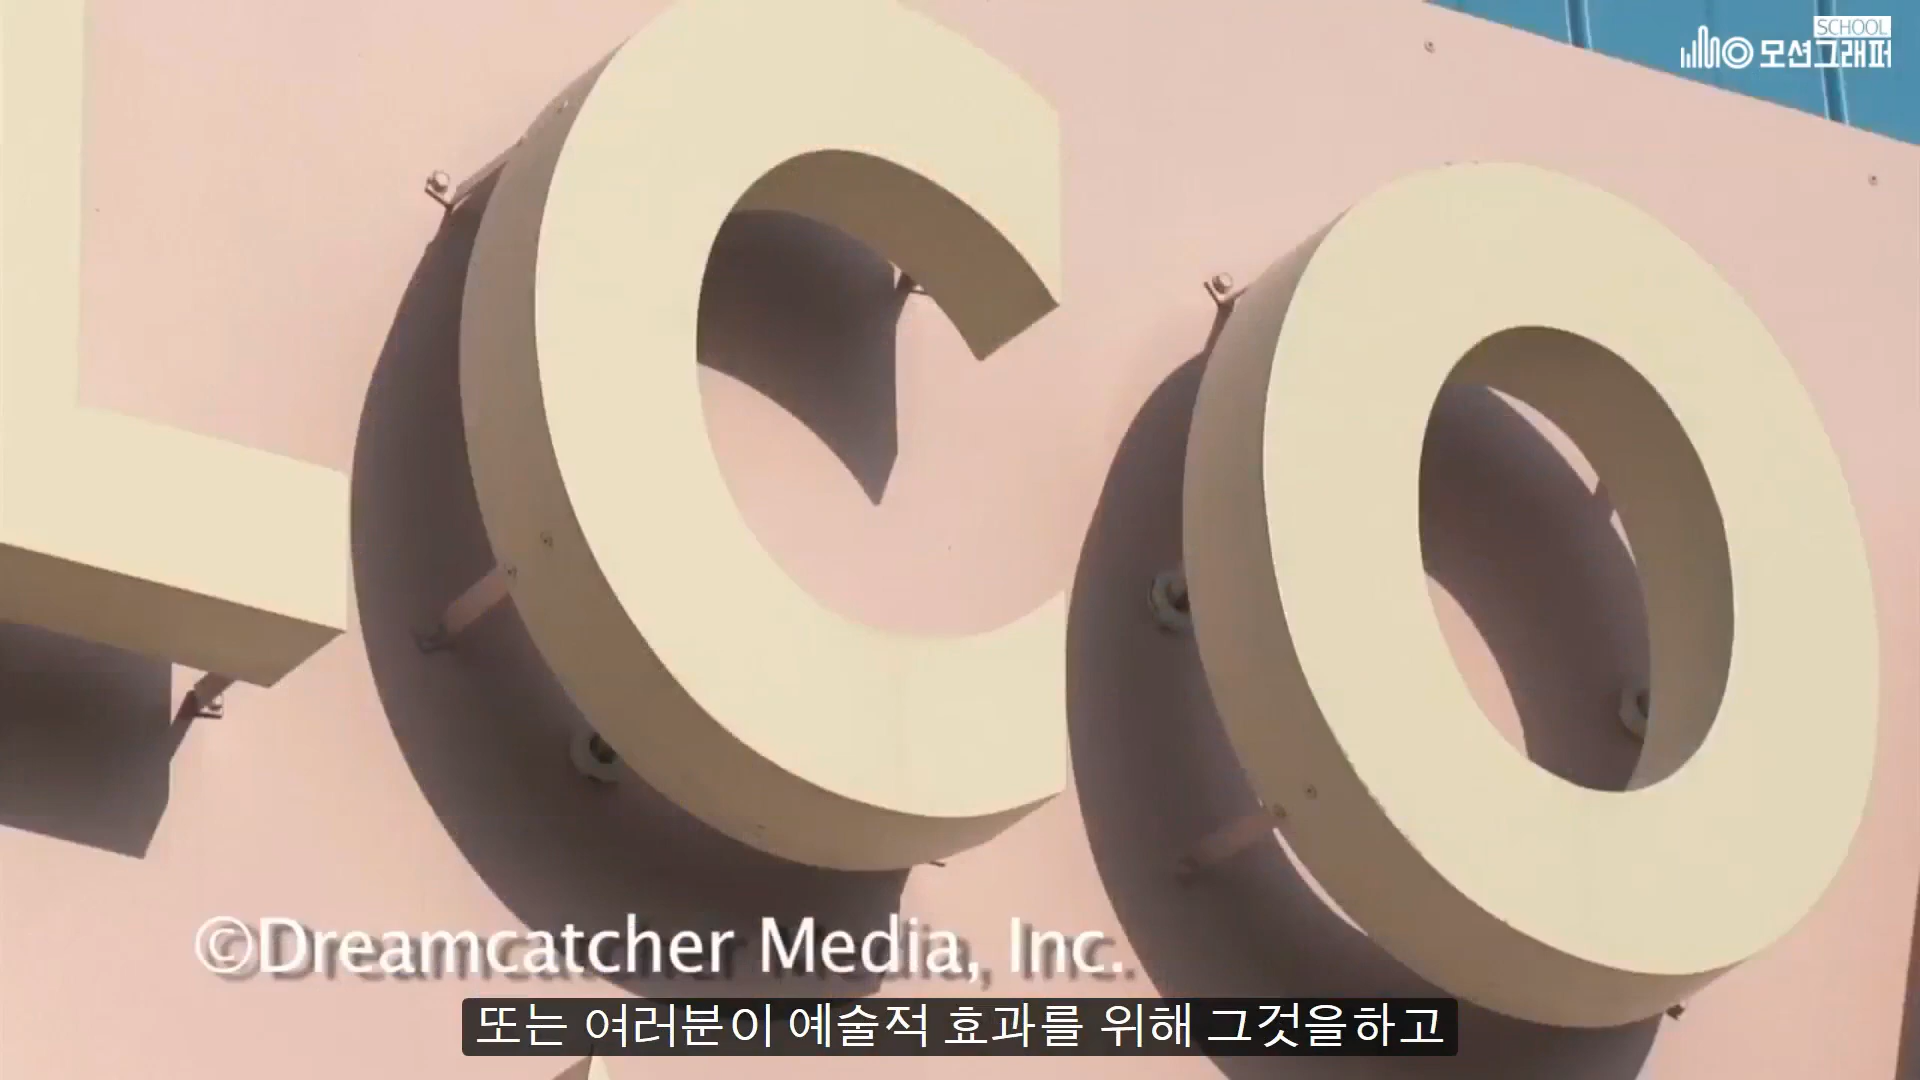 SCHOOL
모션그래퍼
LCO
©Dreamcatcher Media, Inc.
또는 여러분이 예술적 효과를 위해 그것을하고